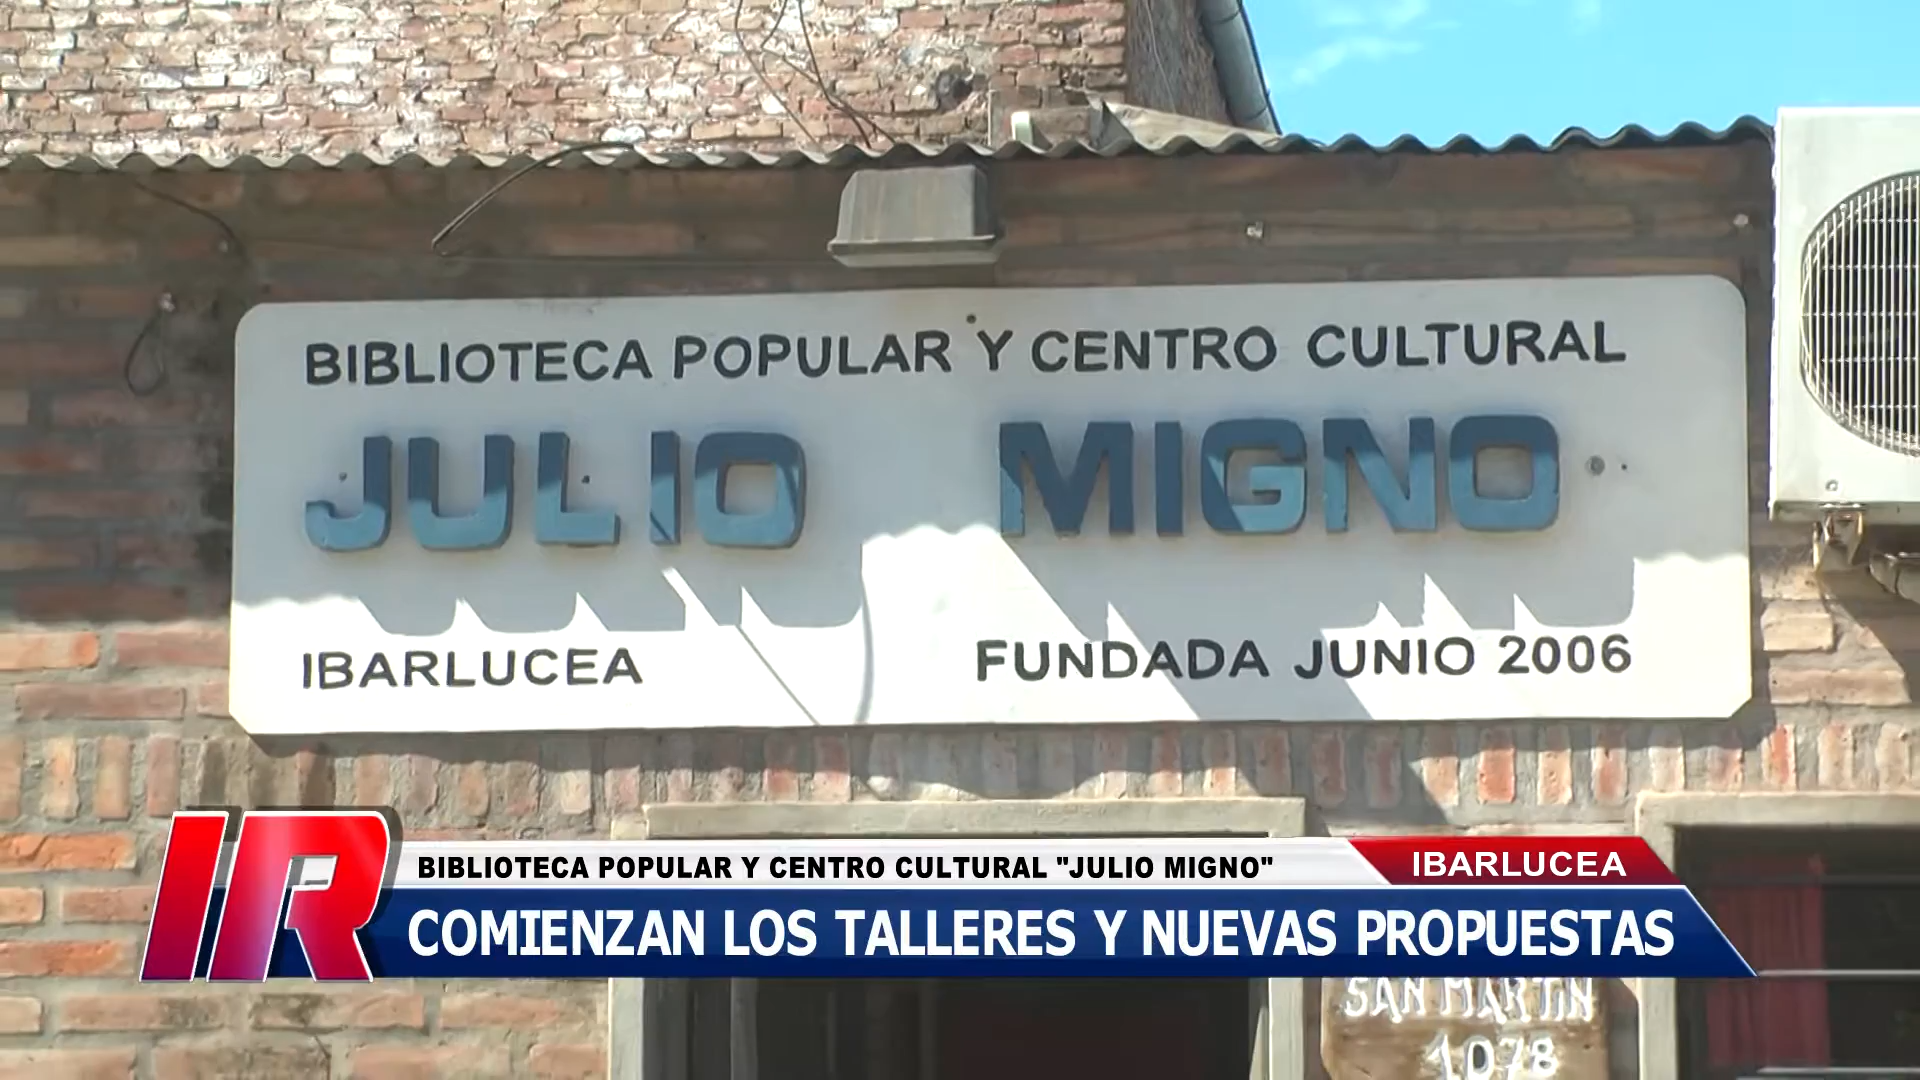 BIBLIOTECA POPULAR Y CENTRO CULTURAL
JULIO MIGNO
IBARLUCEA FUNDADA JUNIO 2006
IR
BIBLIOTECA POPULAR Y CENTRO CULTURAL "JULIO MIGNO" IBARLUCEA
COMIENZAN LOS TALLERES Y NUEVAS PROPUESTAS
SAN MARTIN
1078